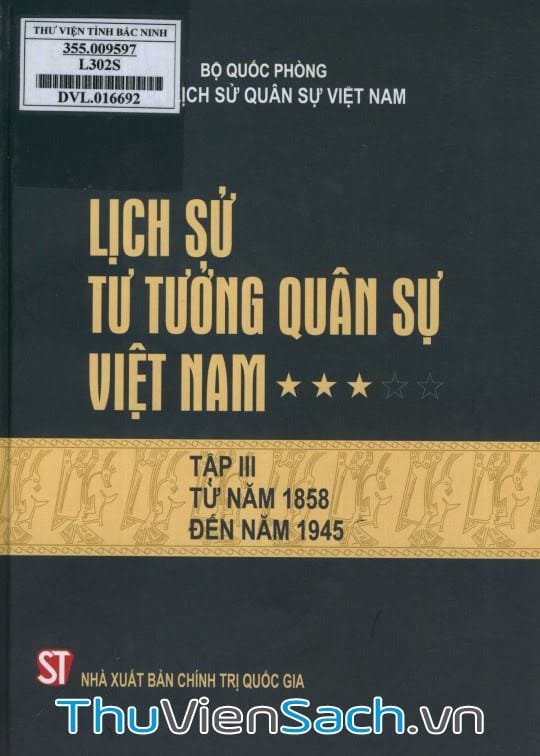 THƯ VIỆN TỈNH BẮC NINH
355.009597
L302S
DVL.016692
BỘ QUỐC PHÒNG
LỊCH SỬ QUÂN SỰ VIỆT NAM
LỊCH SỬ
TƯ TƯỞNG QUÂN SỰ
VIỆT NAM
TẬP III
TỪ NĂM 1858
ĐẾN NĂM 1945
ST
NHÀ XUẤT BẢN CHÍNH TRỊ QUỐC GIA
ThuVienSach.vn